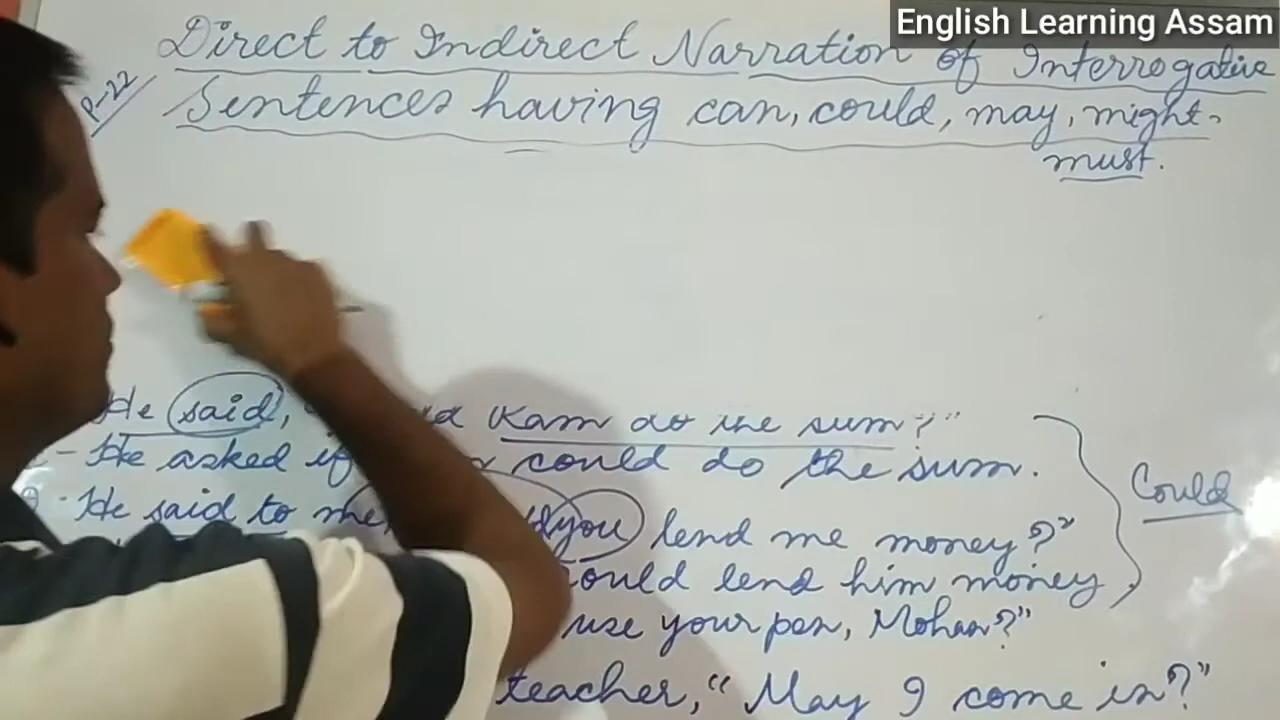 English Learning Assam
P-22
Direct to Indirect Narration of Interrogative
Sentences having can, could, may, might,
must.
He said, Ram do the sum?"
- He asked if could do the sum.
He said to me, you lend me money?"
could lend him money
Could
use your pen, Mohan?"
teacher, "May I come in?"